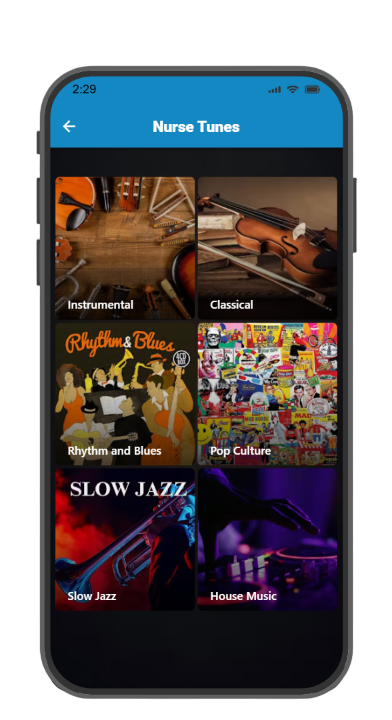 2:29
Nurse Tunes
Instrumental
Classical
Rhythm & Blues
Rhythm and Blues
MAD
Pop Culture
SLOW JAZZ
Slow Jazz
House Music